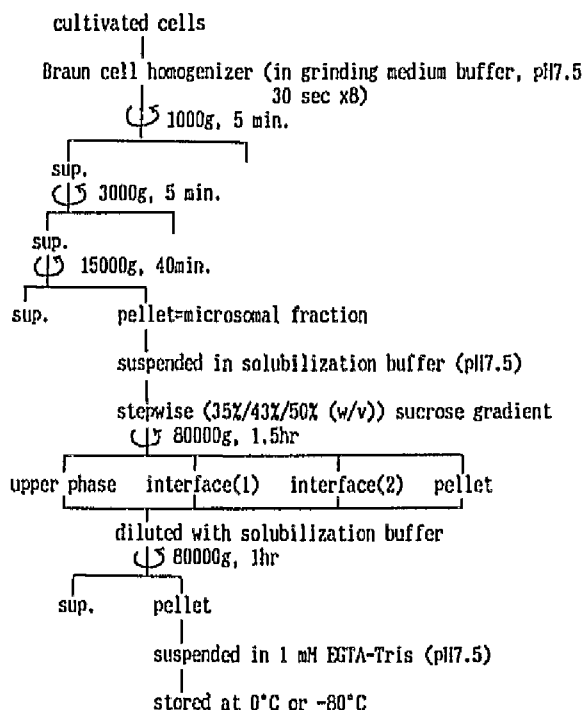 cultivated cells
Braun cell homogenizer (in grinding medium buffer, pH7.5
30 sec x8)
1000g, 5 min.
sup.
3000g, 5 min.
sup.
15000g, 40min.
sup. pellet=microsomal fraction
suspended in solubilization buffer (pH7.5)
stepwise (35%/43%/50% (w/v)) sucrose gradient
80000g, 1.5hr
upper phase interface(1) interface(2) pellet
diluted with solubilization buffer
80000g, 1hr
sup. pellet
suspended in 1 mM EGTA-Tris (pH7.5)
stored at 0°C or -80°C